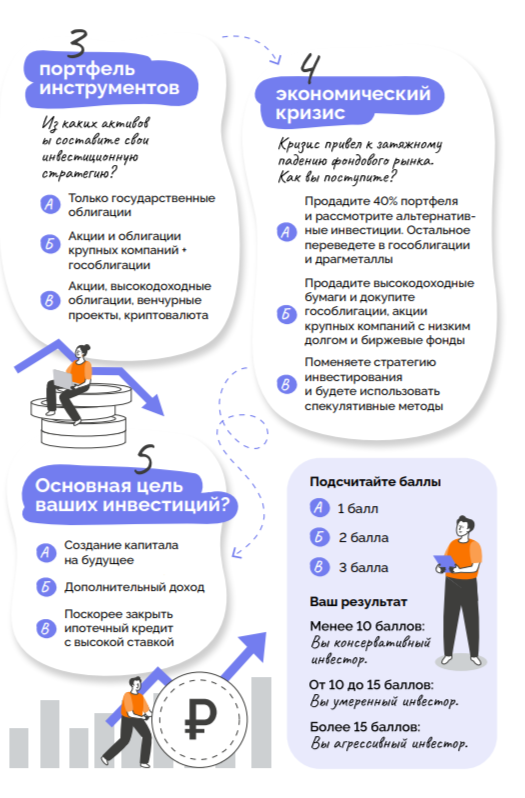 3
портфель
инструментов
Из каких активов
ы составите свои
инвестиционную
стратегию?
А
Только государственные
облигации
Б
Акции и облигации
крупных компаний +
гособлигации
В
Акции, высокодоходные
облигации, венчурные
проекты, криптовалюта
4
экономический
кризис
Кризис привел к затяжному
падению фондового рынка.
Как вы поступите?
А
Продадите 40% портфеля
и рассмотрите альтернатив-
ные инвестиции. Остальное
переведете в гособлигации
и драгметаллы
Б
Продадите высокодоходные
бумаги и докупите
гособлигации, акции
крупных компаний с низким
долгом и биржевые фонды
В
Поменяете стратегию
инвестирования
и будете использовать
спекулятивные методы
5
Основная цель
ваших инвестиций?
А
Создание капитала
на будущее
Б
Дополнительный доход
В
Поскорее закрыть
ипотечный кредит
с высокой ставкой
₽
Подсчитайте баллы
А 1 балл
Б 2 балла
В 3 балла
Ваш результат
Менее 10 баллов:
Вы консервативный
инвестор.
От 10 до 15 баллов:
Вы умеренный инвестор.
Более 15 баллов:
Вы агрессивный инвестор.